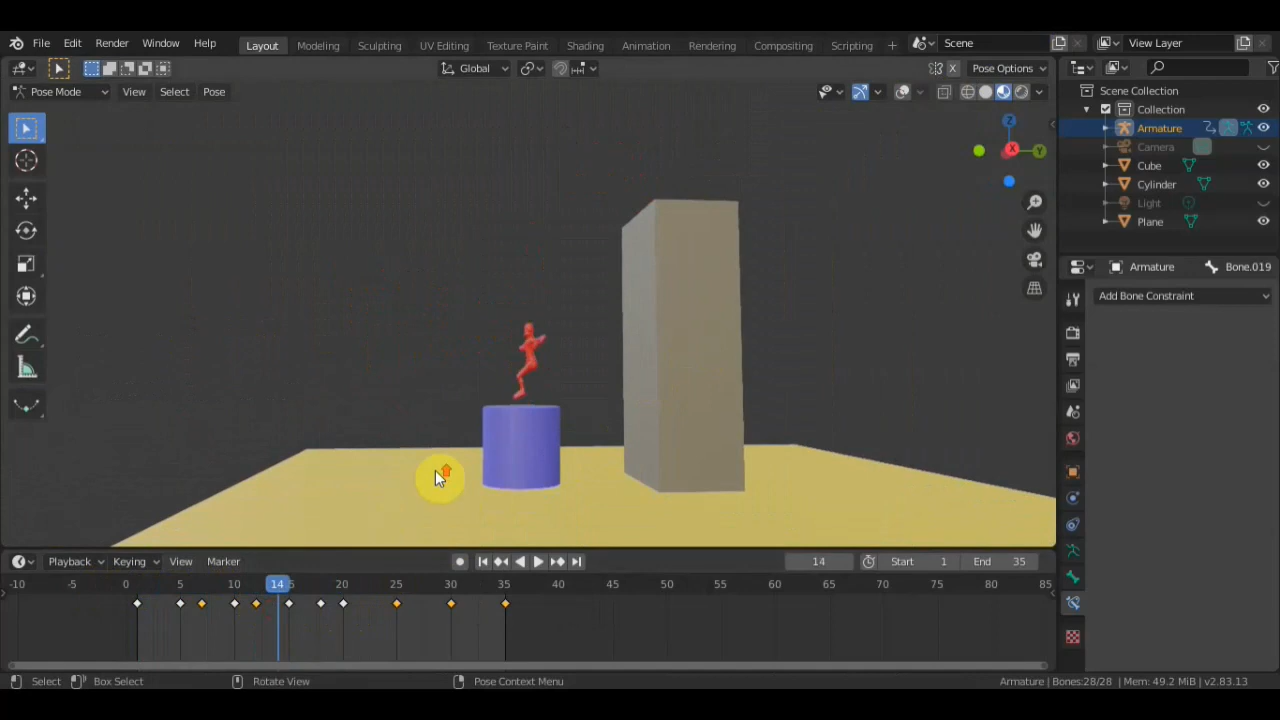 File Edit Render Window Help Layout Modeling Sculpting UV Editing Texture Paint Shading Animation Rendering Compositing Scripting + Scene View Layer
Global X Pose Options
Pose Mode View Select Pose
Scene Collection
Collection
Armature
Camera
Cube
Cylinder
Light
Plane
Z
X
Y
Armature Bone.019
Add Bone Constraint
Playback Keying View Marker 14 Start 1 End 35
-10 -5 0 5 10 14 5 20 25 30 35 40 45 50 55 60 65 70 75 80 85
Select Box Select Rotate View Pose Context Menu Armature | Bones:28/28 | Mem: 49.2 MiB | v2.83.13